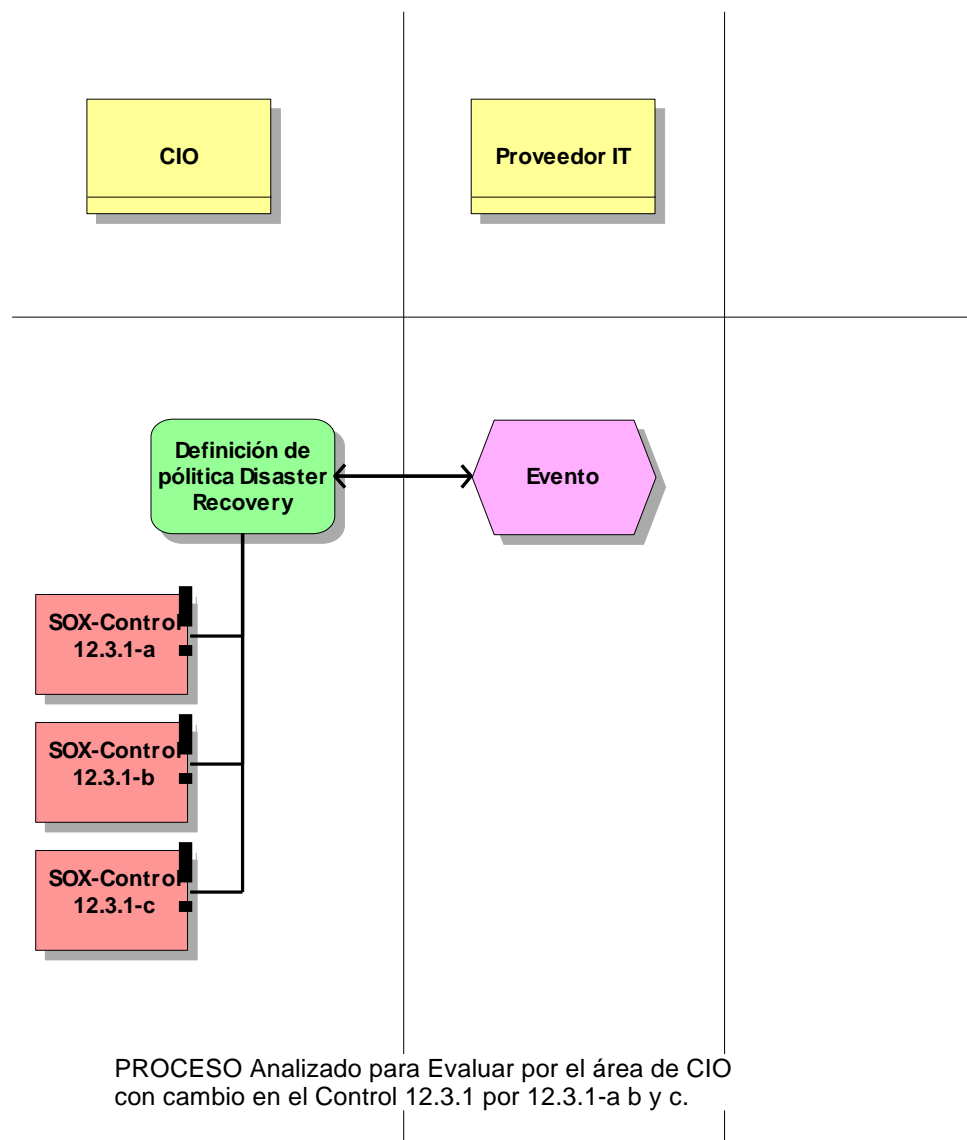 CIO
Proveedor IT
Definición de
pólitica Disaster
Recovery
Evento
SOX-Control
12.3.1-a
SOX-Control
12.3.1-b
SOX-Control
12.3.1-c
PROCESO Analizado para Evaluar por el área de CIO
con cambio en el Control 12.3.1 por 12.3.1-a b y c.